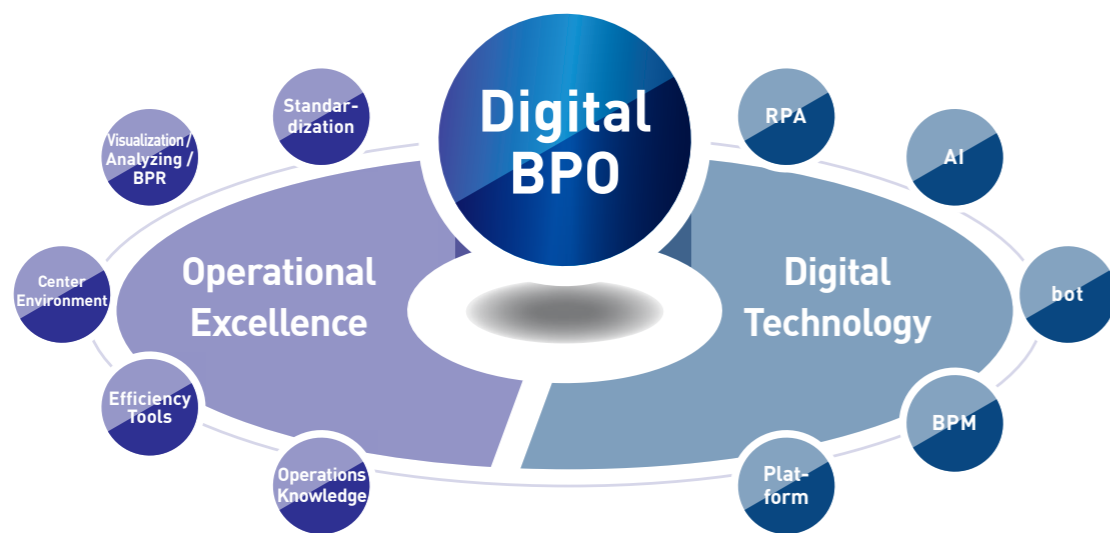 Digital
BPO
Standar-
dization
Visualization /
Analyzing /
BPR
Center
Environment
Efficiency
Tools
Operations
Knowledge
Operational
Excellence
Digital
Technology
RPA
AI
bot
BPM
Plat-
form